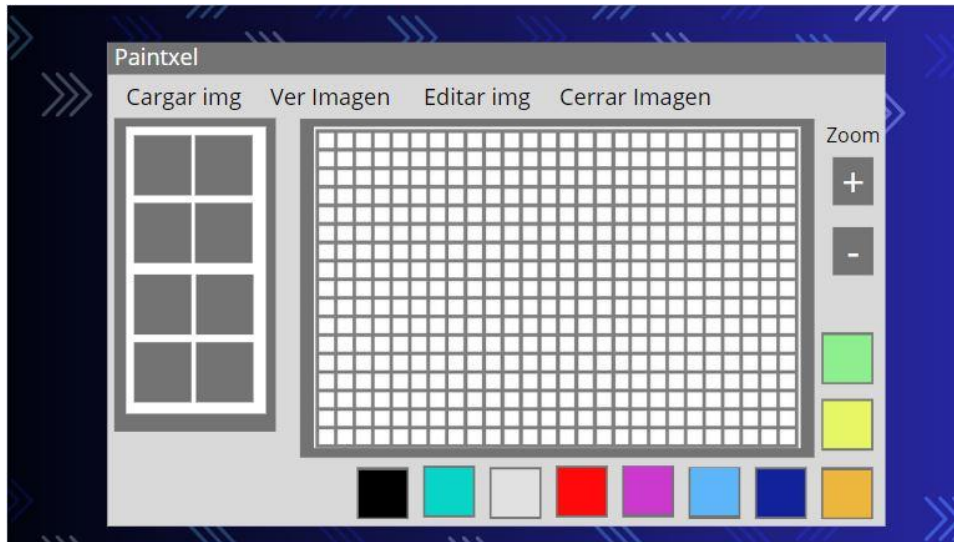 Paintxel
Cargar img Ver Imagen Editar img Cerrar Imagen
Zoom
+
-